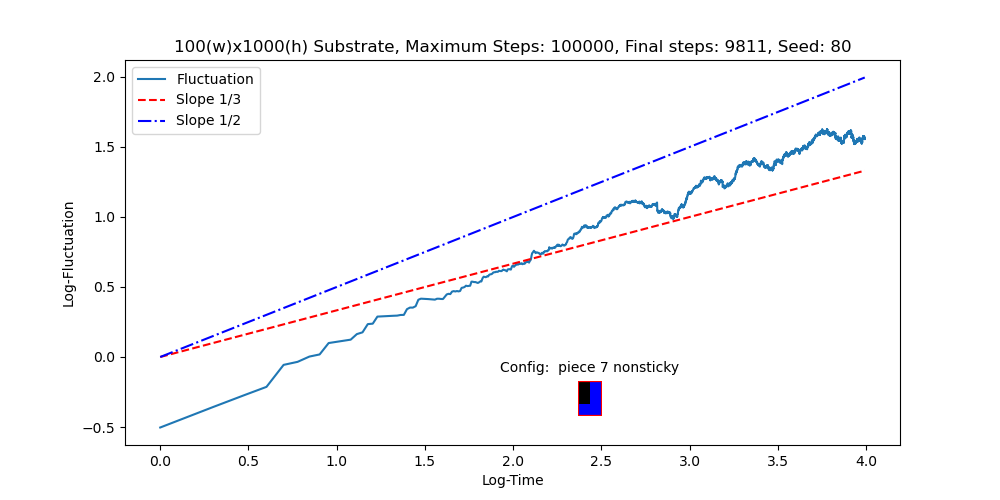 100(w)x1000(h) Substrate, Maximum Steps: 100000, Final steps: 9811, Seed: 80
Fluctuation
Slope 1/3
Slope 1/2
2.0
1.5
1.0
0.5
0.0
−0.5
Log-Fluctuation
Config:  piece 7 nonsticky
0.0 0.5 1.0 1.5 2.0 2.5 3.0 3.5 4.0
Log-Time